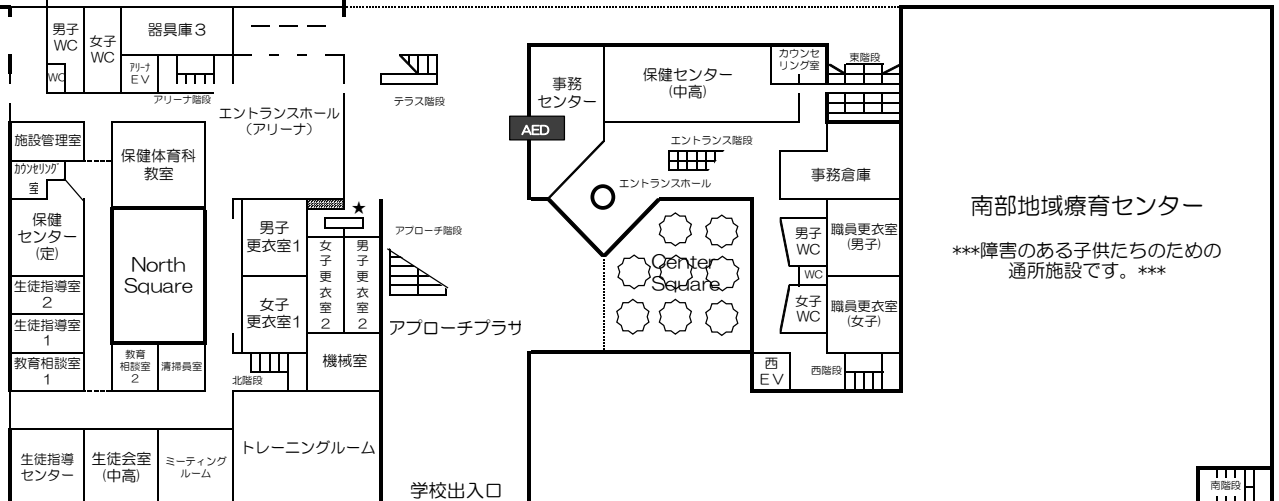 男子
WC
女子
WC
器具庫３
WC
ｱﾘｰﾅ
EV
アリーナ階段
エントランスホール
（アリーナ）
テラス階段
事務
センター
AED
保健センター
(中高)
カウンセ
リング室
東階段
エントランス階段
エントランスホール
事務倉庫
施設管理室
ｶｳﾝｾﾘﾝｸﾞ
室
保健体育科
教室
保健
センター
(定)
North
Square
生徒指導室
2
生徒指導室
1
教育相談室
1
教育
相談室
2
清掃員室
男子
更衣室1
女子
更衣室1
★
女子更衣室2
男子更衣室2
機械室
北階段
アプローチ階段
アプローチプラザ
Center
Square
男子
WC
WC
女子
WC
職員更衣室
(男子)
職員更衣室
(女子)
西
ＥＶ
西階段
南部地域療育センター
***障害のある子供たちのための
通所施設です。***
生徒指導
センター
生徒会室
(中高)
ミーティング
ルーム
トレーニングルーム
学校出入口
南階段